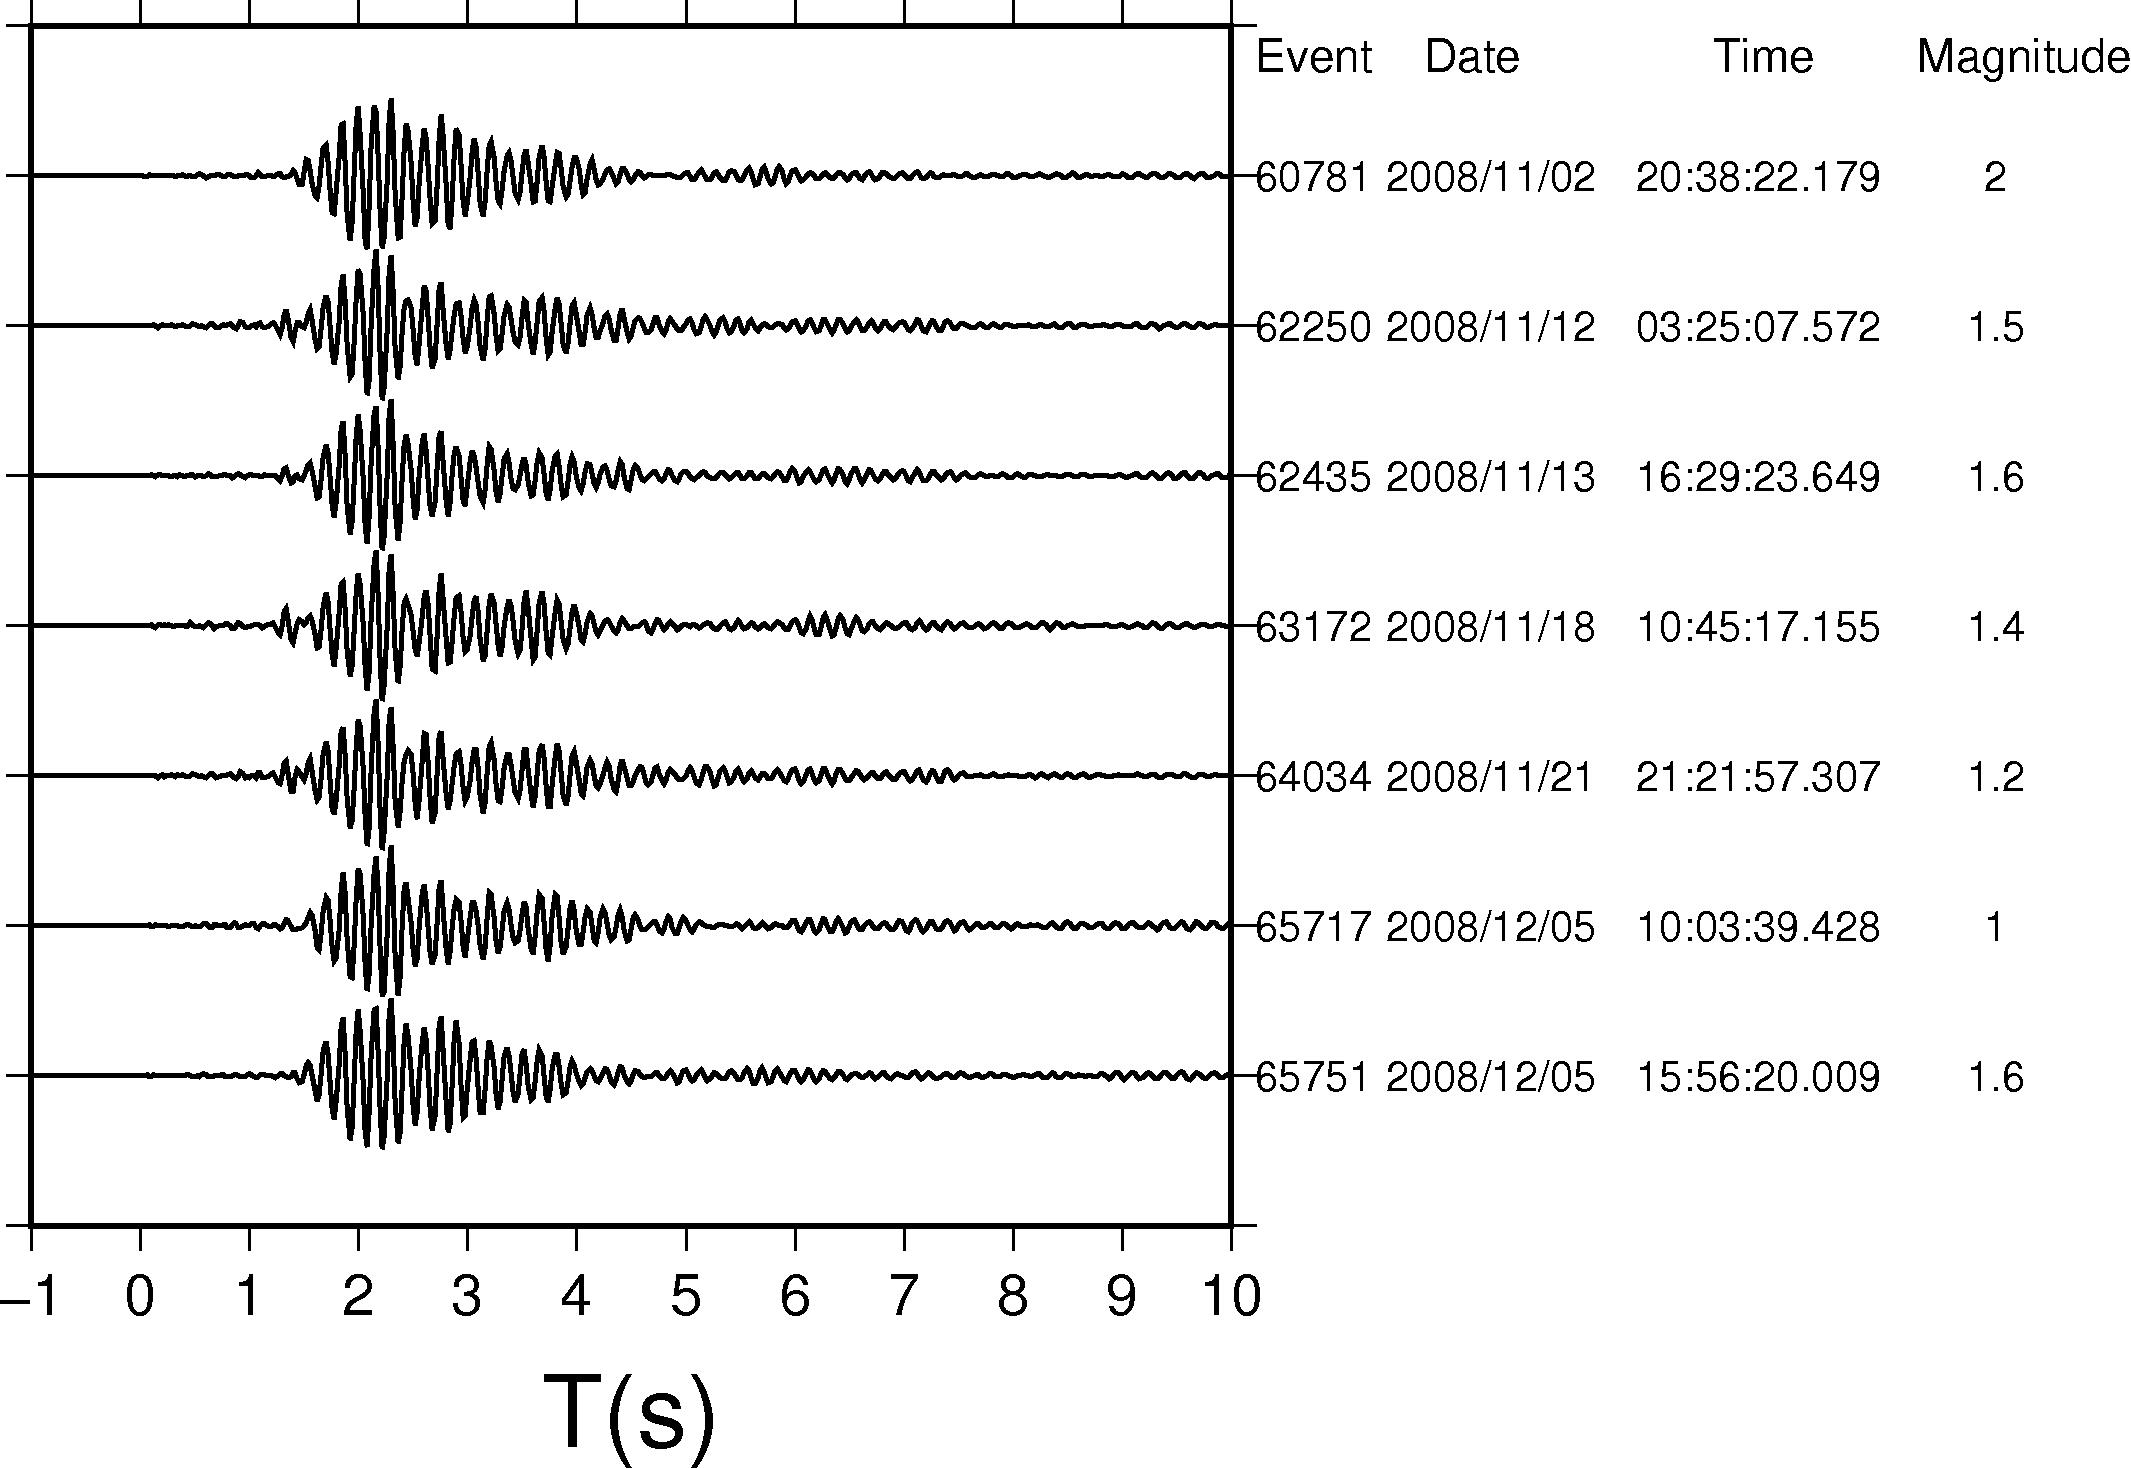 Event Date Time Magnitude
60781 2008/11/02 20:38:22.179 2
62250 2008/11/12 03:25:07.572 1.5
62435 2008/11/13 16:29:23.649 1.6
63172 2008/11/18 10:45:17.155 1.4
64034 2008/11/21 21:21:57.307 1.2
65717 2008/12/05 10:03:39.428 1
65751 2008/12/05 15:56:20.009 1.6
−1 0 1 2 3 4 5 6 7 8 9 10
T(s)